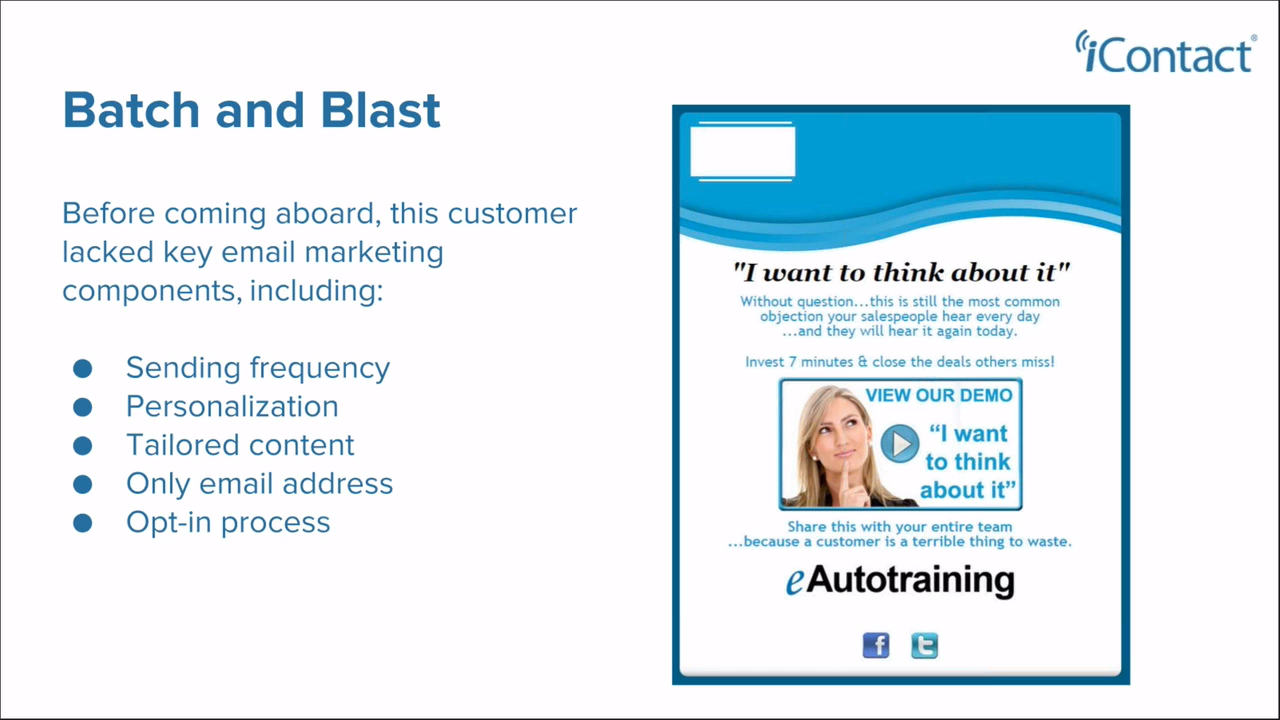 iContact®
Batch and Blast
Before coming aboard, this customer
lacked key email marketing
components, including:
● Sending frequency
● Personalization
● Tailored content
● Only email address
● Opt-in process
"I want to think about it"
Without question...this is still the most common
objection your salespeople hear every day
...and they will hear it again today.
Invest 7 minutes & close the deals others miss!
VIEW OUR DEMO
“I want
to think
about it”
Share this with your entire team
...because a customer is a terrible thing to waste.
eAutotraining
f t